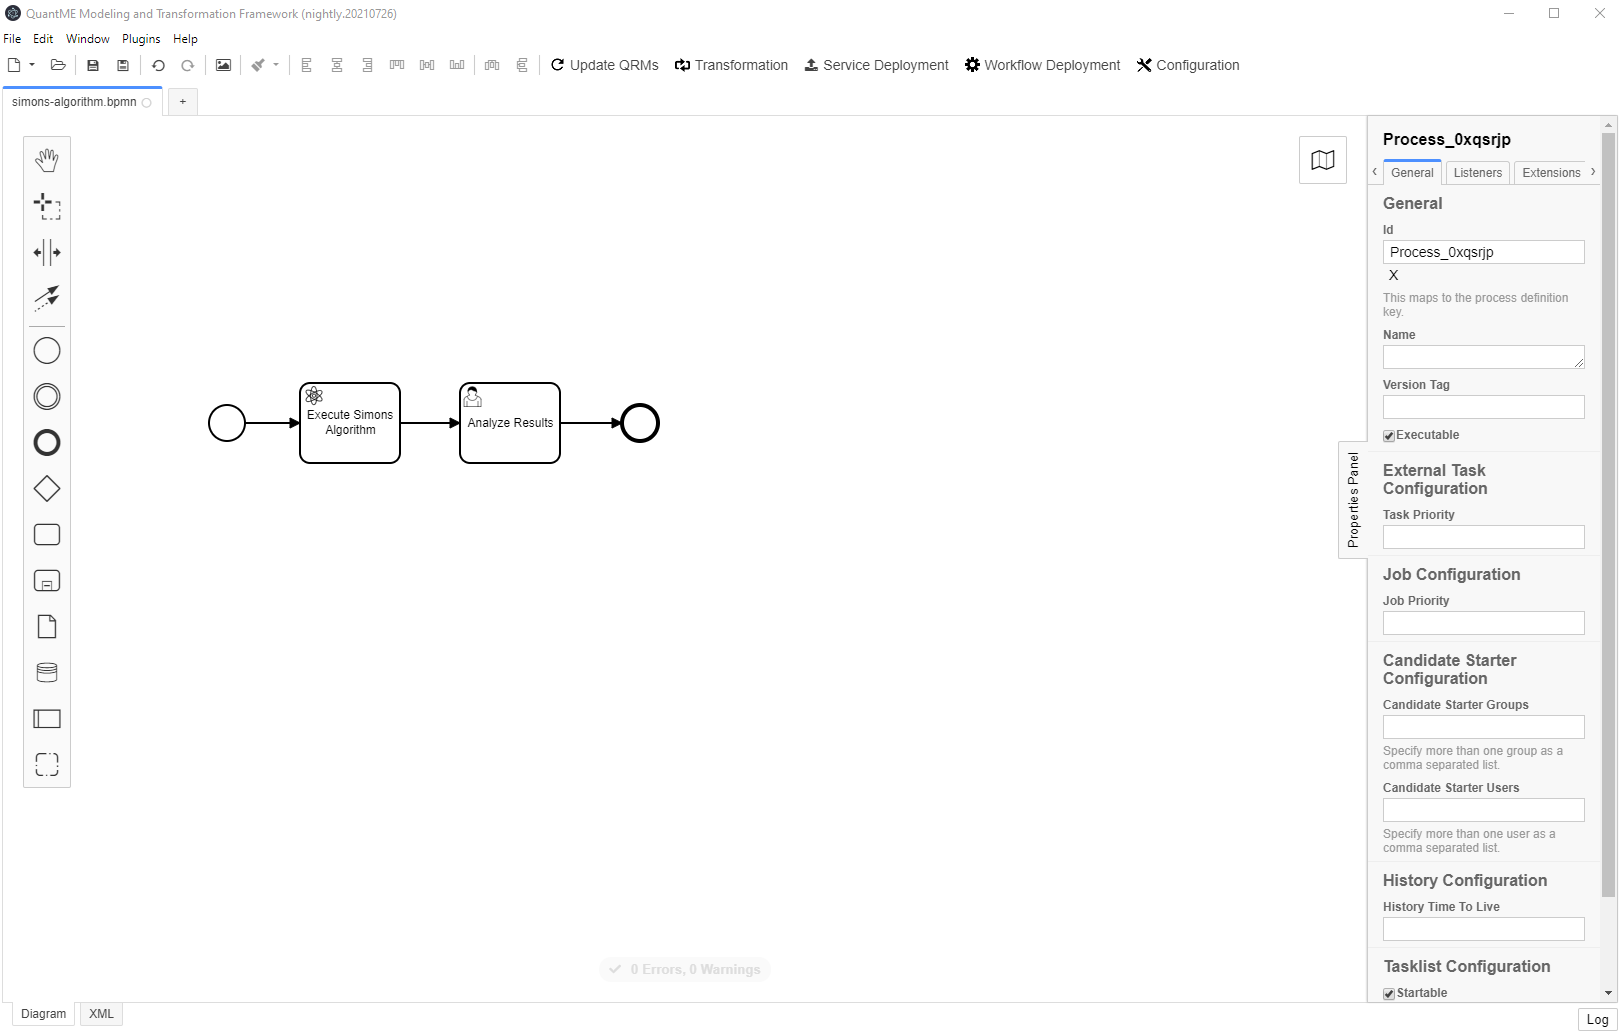 QuantME Modeling and Transformation Framework (nightly.20210726)
File Edit Window Plugins Help
Update QRMs Transformation Service Deployment Workflow Deployment Configuration
simons-algorithm.bpmn +
Execute Simons
Algorithm
Analyze Results
0 Errors, 0 Warnings
Properties Panel
Process_0xqsrjp
General Listeners Extensions
General
Id
Process_0xqsrjp
X
This maps to the process definition
key.
Name
Version Tag
Executable
External Task
Configuration
Task Priority
Job Configuration
Job Priority
Candidate Starter
Configuration
Candidate Starter Groups
Specify more than one group as a
comma separated list.
Candidate Starter Users
Specify more than one user as a
comma separated list.
History Configuration
History Time To Live
Tasklist Configuration
Startable
Diagram XML
Log